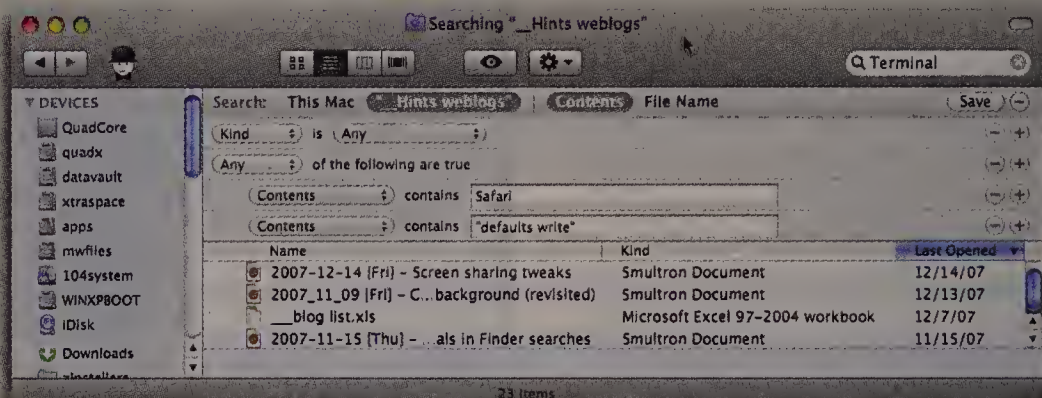 Searching "__Hints weblogs"
Terminal
DEVICES
QuadCore
quadx
datavault
xtraspace
apps
mwfiles
104system
WINXPBOOT
iDisk
Downloads
Search: This Mac "__Hints weblogs" Contents File Name Save
Kind is Any
Any of the following are true
Contents contains Safari
Contents contains "defaults write"
Name Kind Last Opened
2007-12-14 [Fri] – Screen sharing tweaks Smultron Document 12/14/07
2007_11_09 [Fri] – C...background (revisited) Smultron Document 12/13/07
__blog list.xls Microsoft Excel 97–2004 workbook 12/7/07
2007-11-15 [Thu] – ...als in Finder searches Smultron Document 11/15/07
23 items